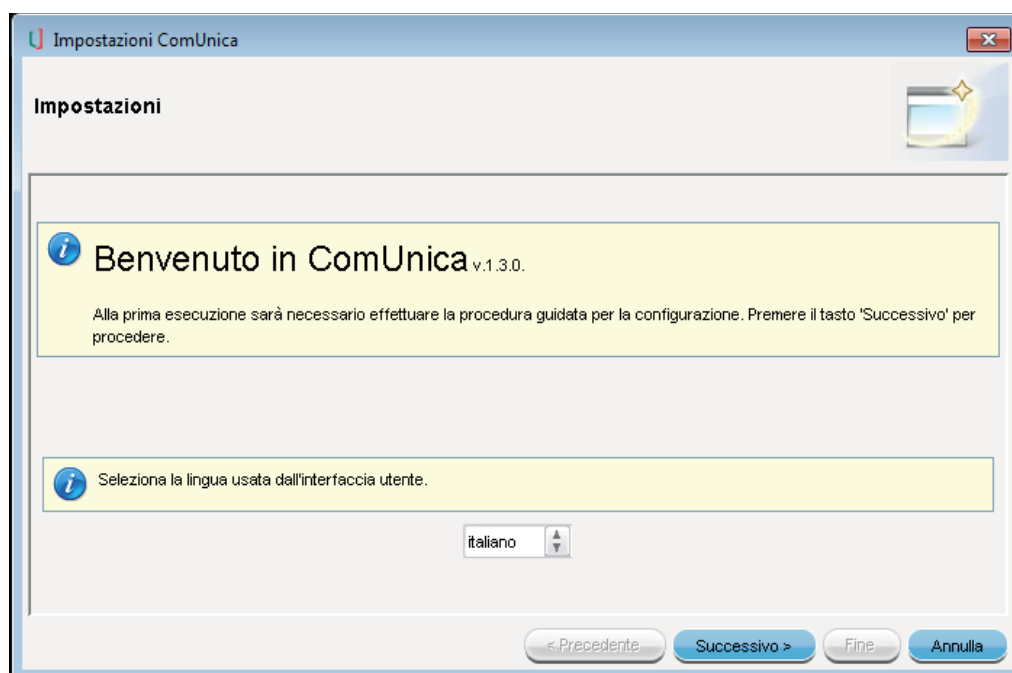 Impostazioni ComUnica
Impostazioni
Benvenuto in ComUnica v.1.3.0.
Alla prima esecuzione sarà necessario effettuare la procedura guidata per la configurazione. Premere il tasto 'Successivo' per
procedere.
Seleziona la lingua usata dall'interfaccia utente.
italiano
< Precedente Successivo > Fine Annulla